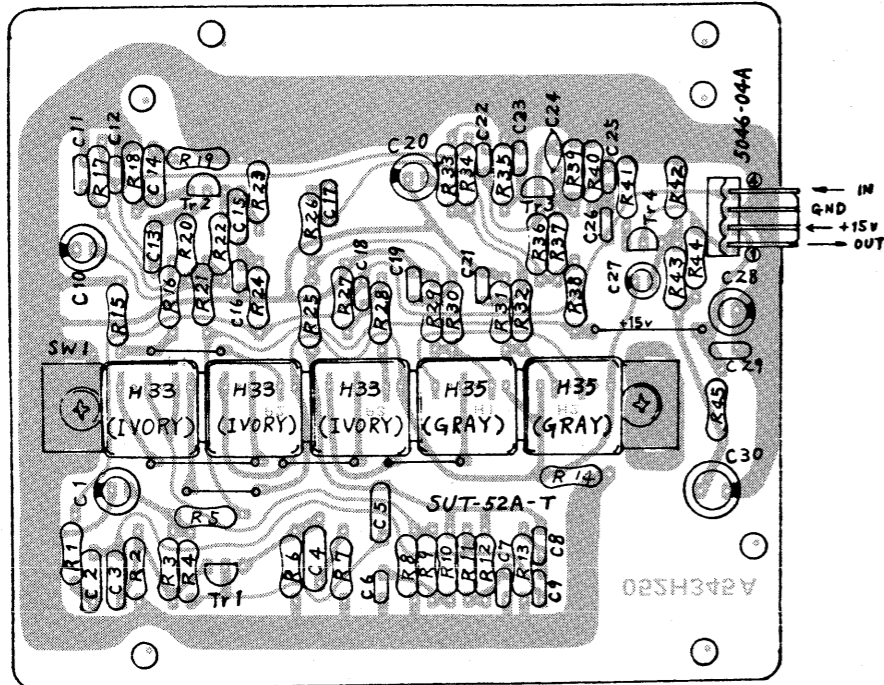 C11
R17
C12
R18
C14
R19
Tr2
C15
R23
R26
C17
C20
R33
R34
C22
R35
C23
C24
Tr3
R39
R40
C25
R41
Tr4
R42
5046-04A
4
IN
GND
+15V
OUT
1
C10
C13
R20
R22
R16
R21
C16
R24
R15
R25
R27
C18
R28
C19
R29
R30
C21
R31
R32
R36
R37
C26
R38
C27
R43
R44
C28
+15V
C29
SW1
H33
(IVORY)
H33
(IVORY)
H33
(IVORY)
H35
(GRAY)
H35
(GRAY)
R45
C30
C1
R5
R14
C5
SUT-52A-T
R1
C2
C3
R2
R3
R4
Tr1
R6
C4
R7
C6
R8
R9
R10
R11
R12
C7
R13
C8
C9
052H345A